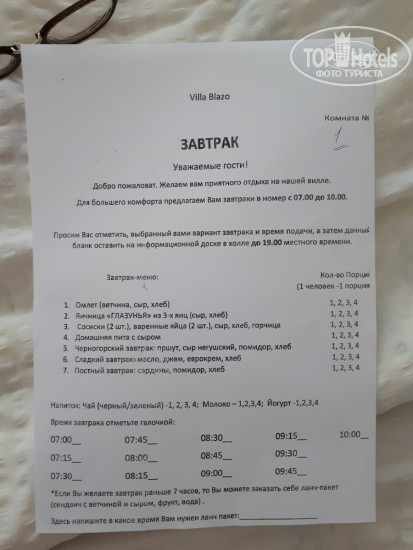 TOPHotels
ФОТО ТУРИСТА
Villa Blazo
Комната №
1
ЗАВТРАК
Уважаемые гости!
Добро пожаловат. Желаем вам приятного отдыха на нашей вилле.
Для большего комфорта предлагаем Вам завтраки в номер с 07.00 до 10.00.
Просим Вас отметить, выбранный вами вариант завтрака и время подачи, а затем данный
бланк оставить на информационной доске в холле до 19.00 местного времени.
Завтрак-меню: Кол-во Порции
(1 человек -1 порция
1. Омлет (ветчина, сыр, хлеб) 1, 2, 3, 4
2. Яичница «ГЛАЗУНЬЯ» из 3-х яиц (сыр, хлеб) 1, 2, 3, 4
3. Сосиски (2 шт.), варенные яйца (2 шт.), сыр, хлеб, горчица 1, 2, 3, 4
4. Домашняя пита с сыром 1, 2, 3, 4
5. Черногорский завтрак: пршут, сыр негушский, помидор, хлеб 1, 2, 3, 4
6. Сладкий завтрак: масло, джем, еврокрем, хлеб 1, 2, 3, 4
7. Постный завтрак: сардины, помидор, хлеб 1, 2, 3, 4
Напиток: Чай (черный/зеленый) -1, 2, 3, 4; Молоко – 1,2,3,4; Йогурт -1,2,3,4
Время завтрака отметьте галочкой:
07:00__ 07:45__ 08:30__ 09:15__ 10:00__
07:15__ 08:00__ 08:45__ 09:30__
07:30__ 08:15__ 09:00__ 09:45__
*Если Вы желаете завтрак раньше 7 часов, то Вы можете заказать себе ланч-пакет
(сендвич с ветчиной и сыром, фрукт, вода) .
Здесь напишите в какое время Вам нужен ланч пакет:______________